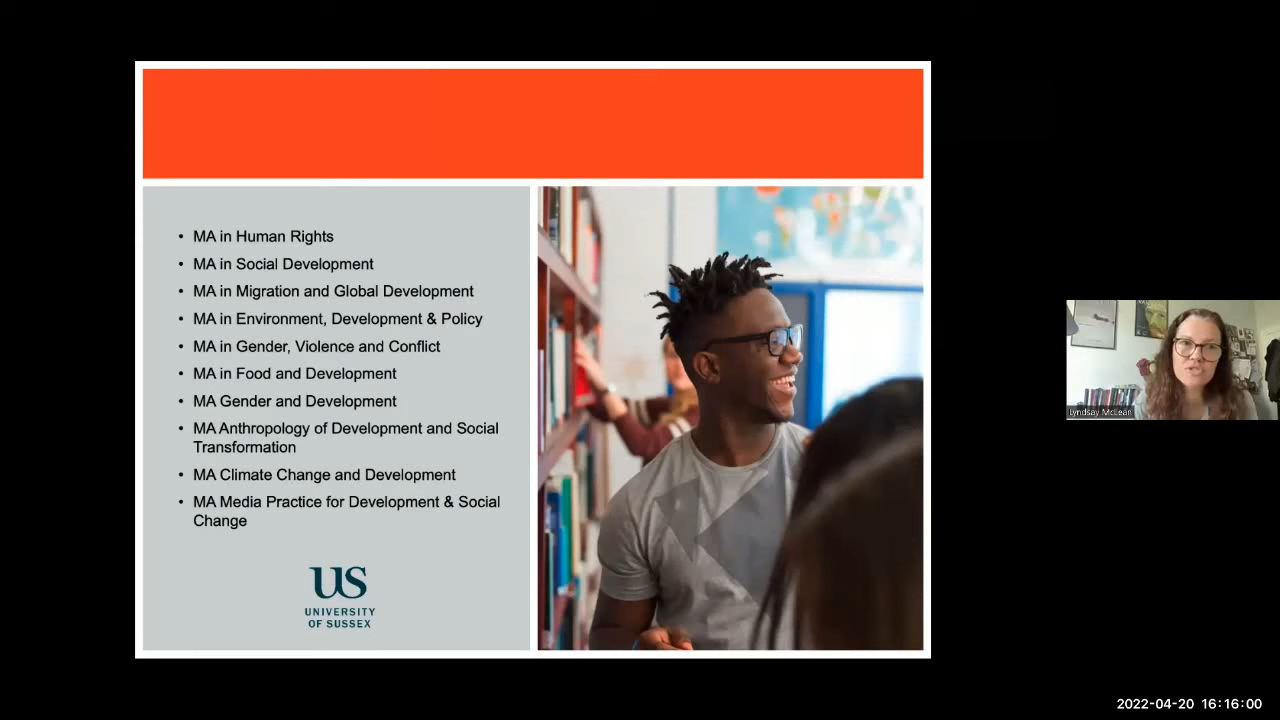 • MA in Human Rights
• MA in Social Development
• MA in Migration and Global Development
• MA in Environment, Development & Policy
• MA in Gender, Violence and Conflict
• MA in Food and Development
• MA Gender and Development
• MA Anthropology of Development and Social
Transformation
• MA Climate Change and Development
• MA Media Practice for Development & Social
Change
US
UNIVERSITY
OF SUSSEX
Lyndsay McLean
2022-04-20 16:16:00